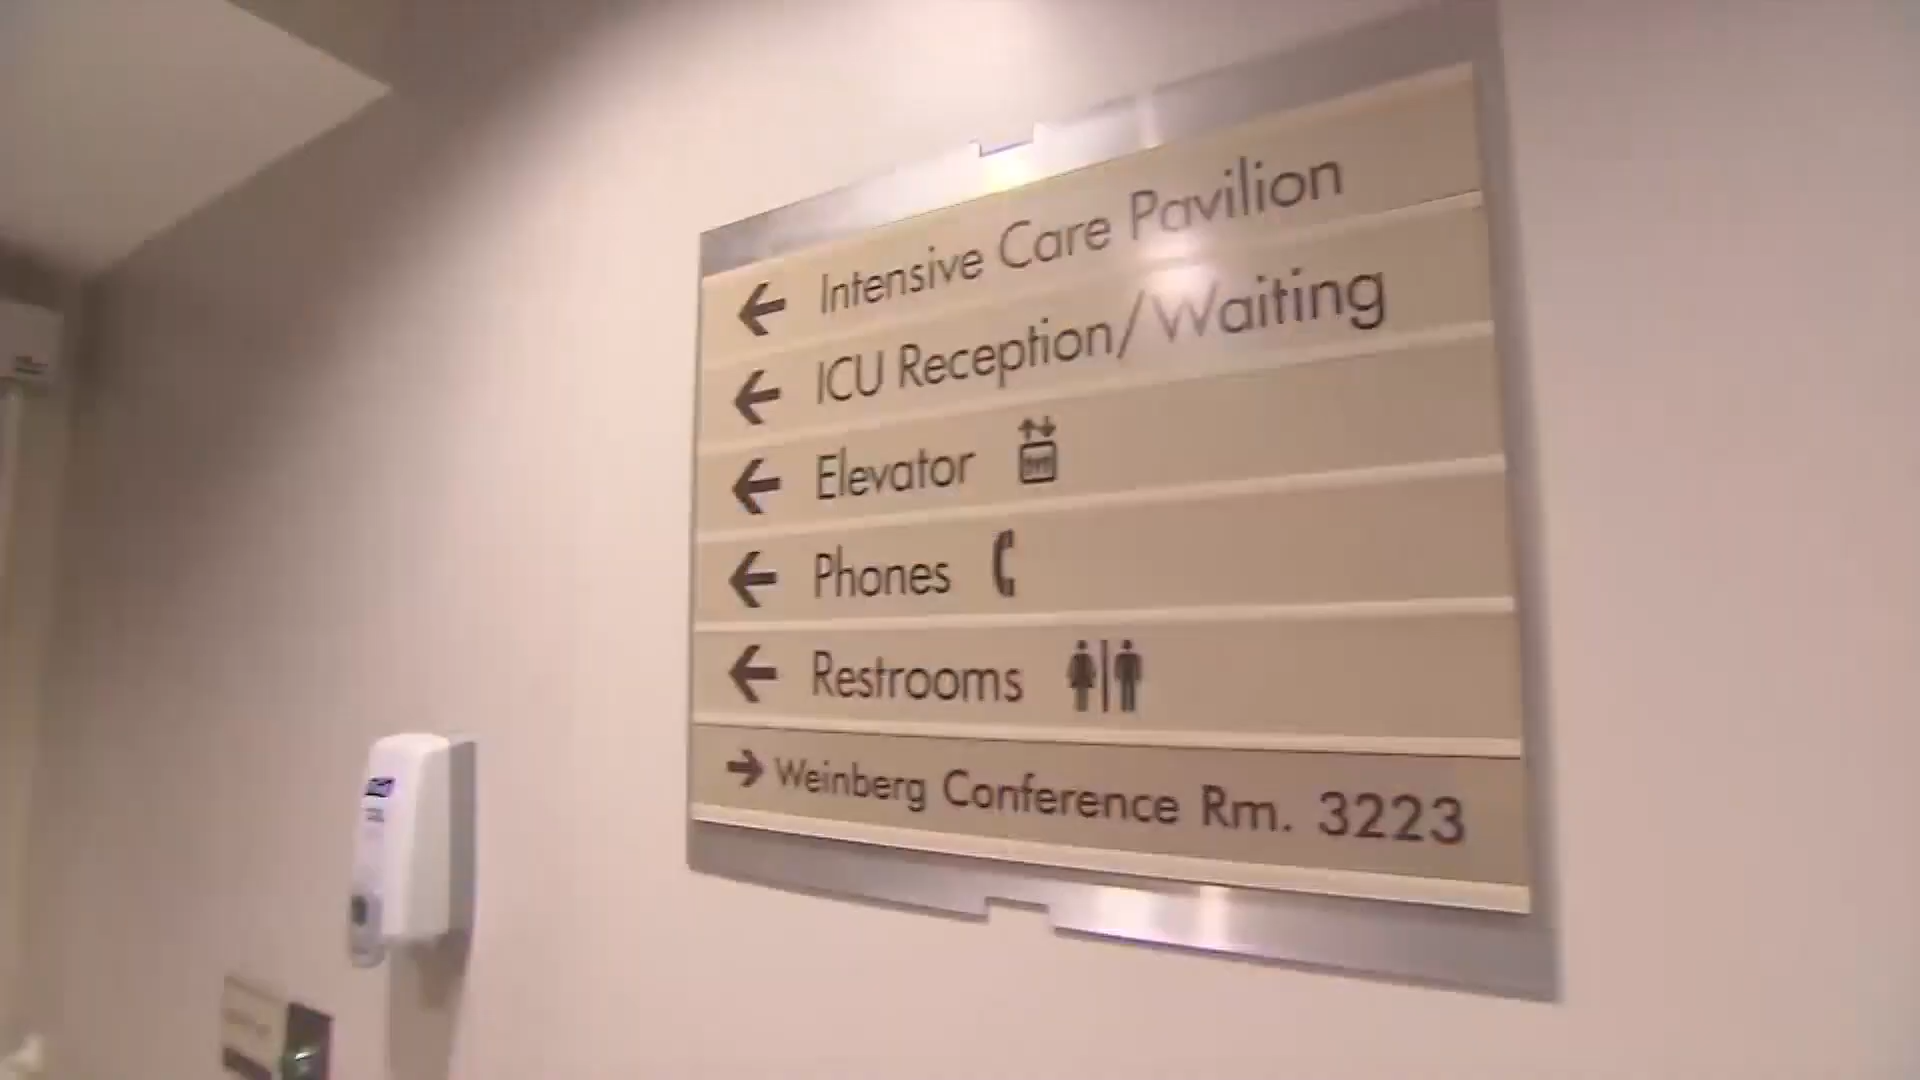 ← Intensive Care Pavilion
← ICU Reception/Waiting
← Elevator
← Phones
← Restrooms
→ Weinberg Conference Rm. 3223